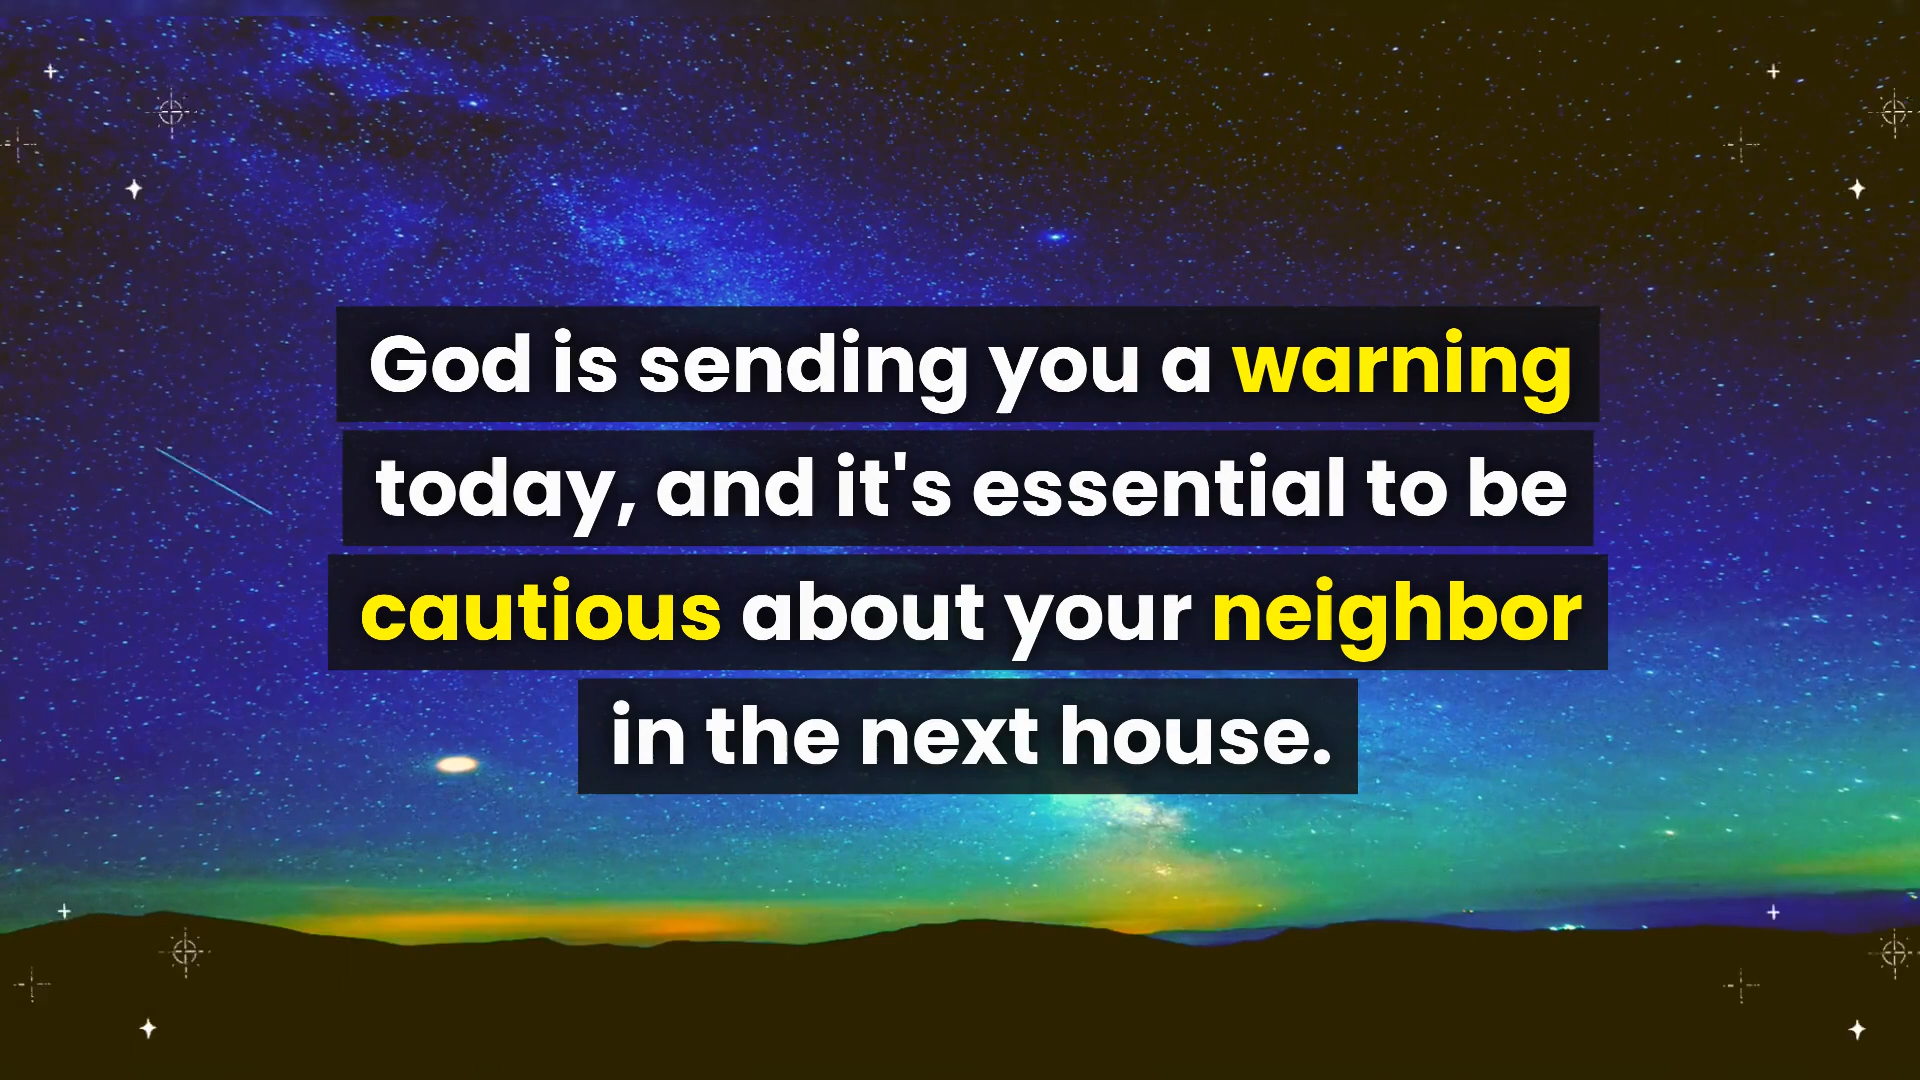 God is sending you a warning
today, and it's essential to be
cautious about your neighbor
in the next house.